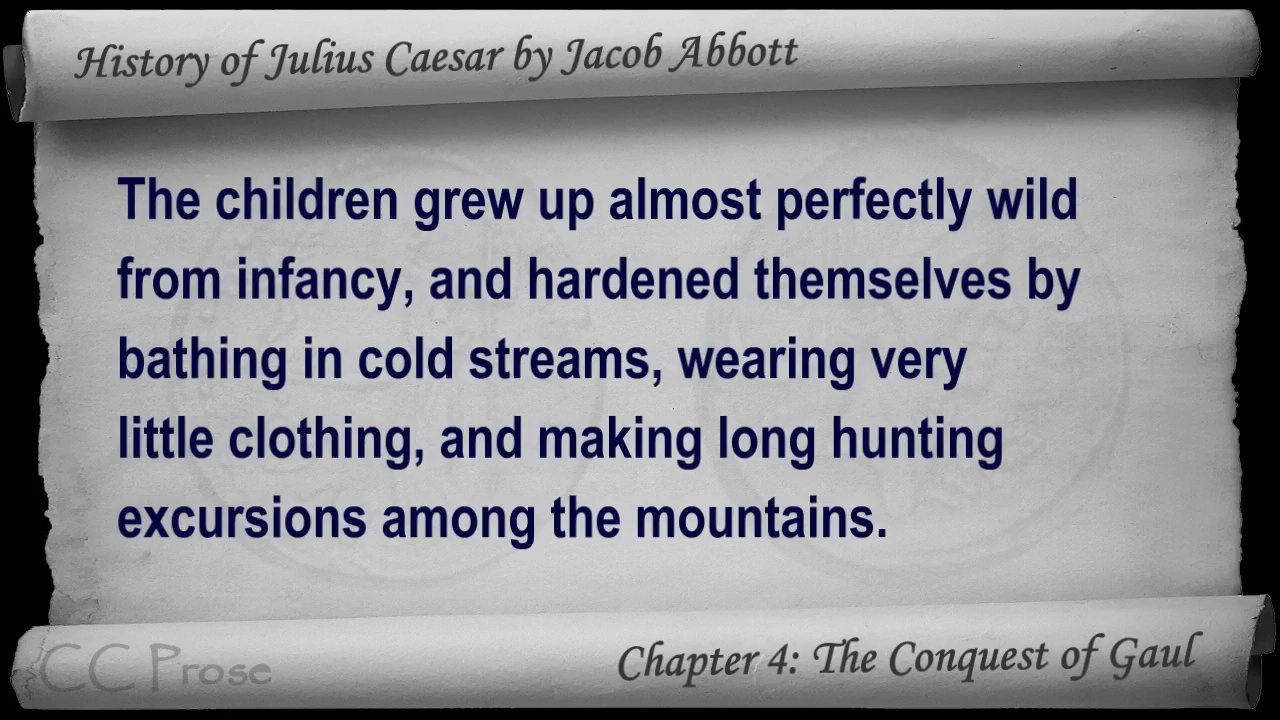 History of Julius Caesar by Jacob Abbott
The children grew up almost perfectly wild
from infancy, and hardened themselves by
bathing in cold streams, wearing very
little clothing, and making long hunting
excursions among the mountains.
CC Prose
Chapter 4: The Conquest of Gaul